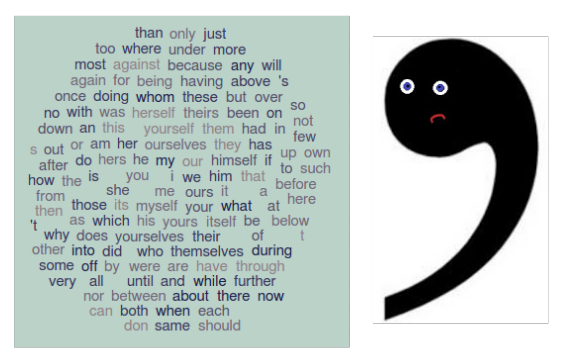 than only just
too where under more
most against because any will
again for being having above 's
once doing whom these but over
no with was herself theirs been on so
down an this yourself them had in not
few
s out or am her ourselves they has
up own
after do hers he my our himself if
to such
how the is you i we him that
before
from she me ours it a
here
then those its myself your what at
't as which his yours itself be below
why does yourselves their of t
other into did who themselves during
some off by were are have through
very all until and while further
nor between about there now
can both when each
don same should